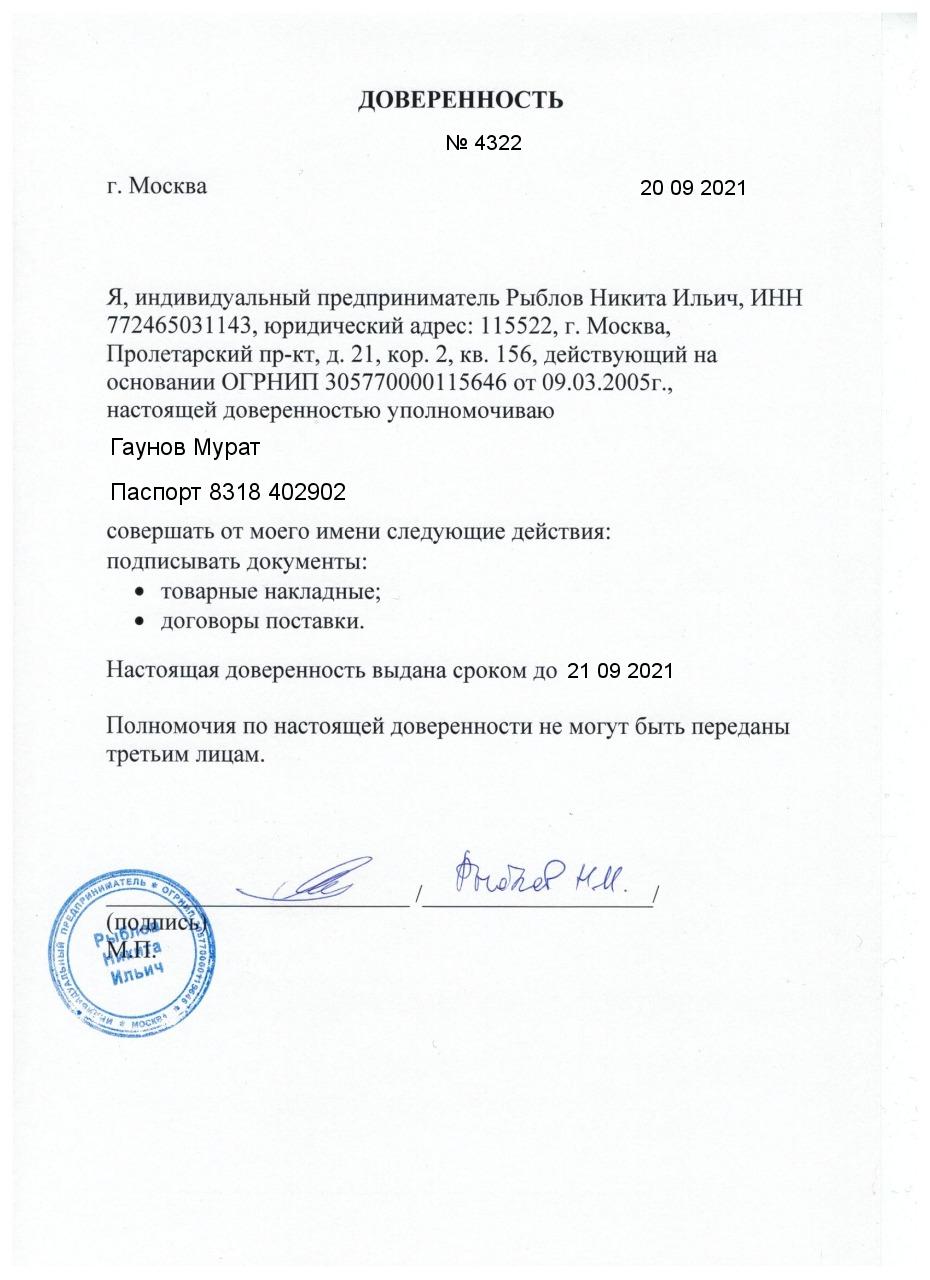 ДОВЕРЕННОСТЬ
№ 4322
г. Москва 20 09 2021
Я, индивидуальный предприниматель Рыблов Никита Ильич, ИНН
772465031143, юридический адрес: 115522, г. Москва,
Пролетарский пр-кт, д. 21, кор. 2, кв. 156, действующий на
основании ОГРНИП 305770000115646 от 09.03.2005г.,
настоящей доверенностью уполномочиваю
Гаунов Мурат
Паспорт 8318 402902
совершать от моего имени следующие действия:
подписывать документы:
• товарные накладные;
• договоры поставки.
Настоящая доверенность выдана сроком до 21 09 2021
Полномочия по настоящей доверенности не могут быть переданы
третьим лицам.
/ Рыблов Н.И. /
(подпись)
М.П.
ИНДИВИДУАЛЬНЫЙ ПРЕДПРИНИМАТЕЛЬ * ОГРНИП * МОСКВА *
Рыблов
Никита
Ильич